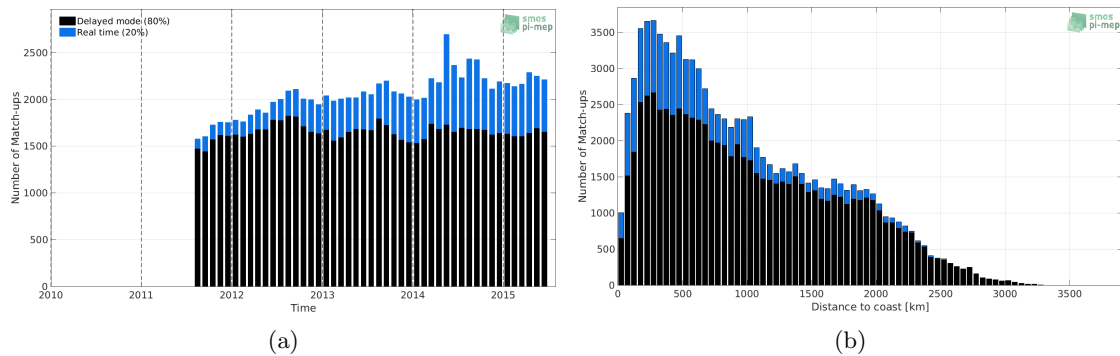 Delayed mode (80%)
Real time (20%)
smos
pi-mep
Number of Match-ups
2500
2000
1500
1000
500
0
2010
2011
2012
2013
2014
2015
Time
(a)
smos
pi-mep
Number of Match-ups
3500
3000
2500
2000
1500
1000
500
0
0
500
1000
1500
2000
2500
3000
3500
Distance to coast [km]
(b)